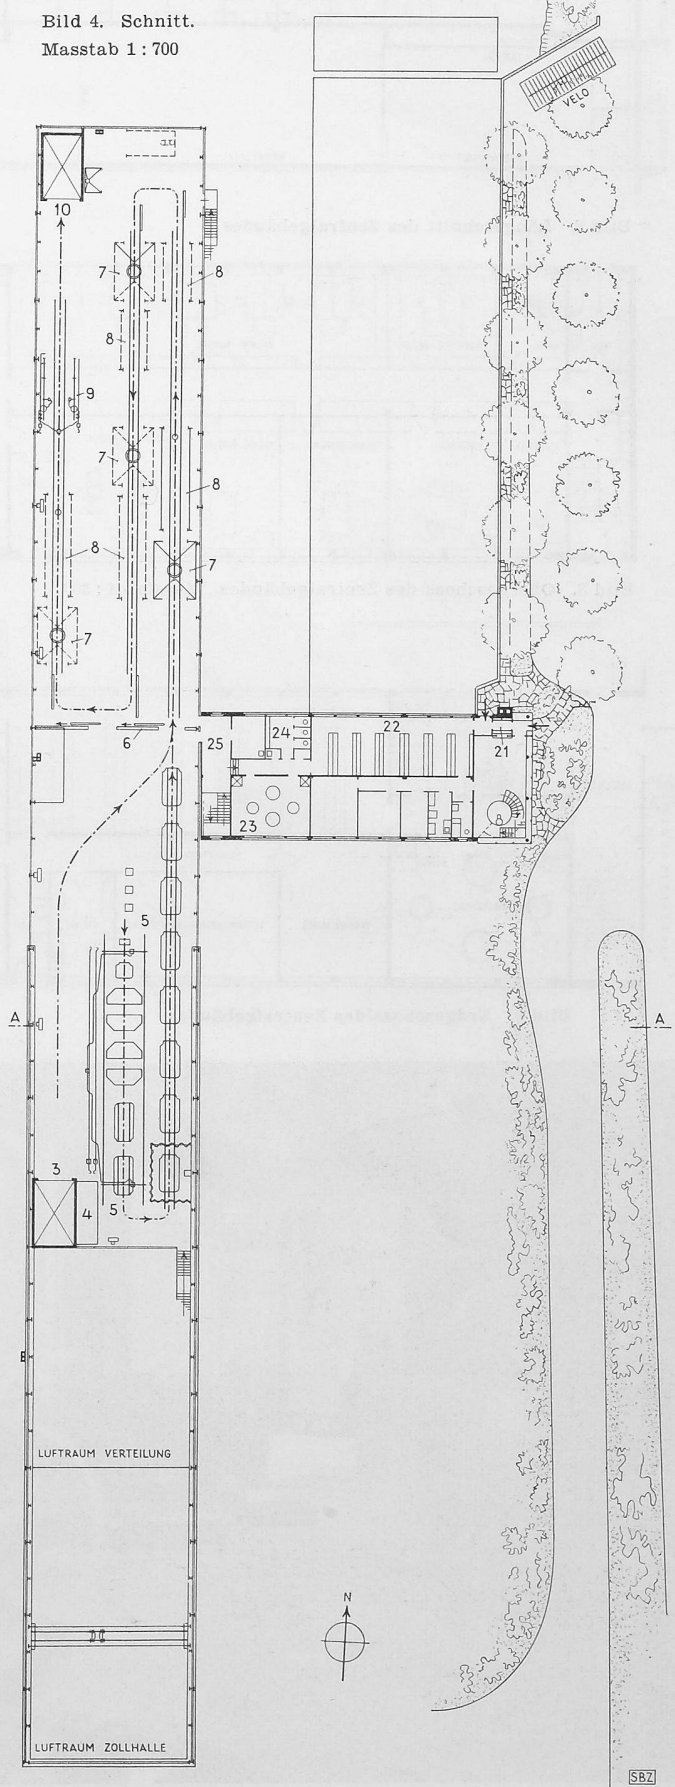 Bild 4. Schnitt.
Masstab 1 : 700
VELO
10
7
8
8
9
7
8
8
7
7
6
25
24
22
21
23
5
A
A
3
4
5
LUFTRAUM VERTEILUNG
N
LUFTRAUM ZOLLHALLE
SBZ